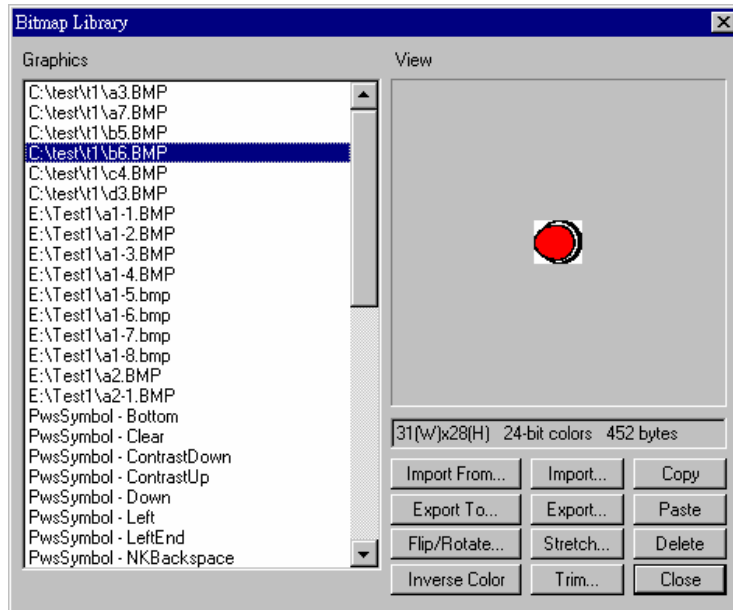 Bitmap Library
Graphics
View
C:\test\t1\a3.BMP
C:\test\t1\a7.BMP
C:\test\t1\b5.BMP
C:\test\t1\b6.BMP
C:\test\t1\c4.BMP
C:\test\t1\d3.BMP
E:\Test1\a1-1.BMP
E:\Test1\a1-2.BMP
E:\Test1\a1-3.BMP
E:\Test1\a1-4.BMP
E:\Test1\a1-5.bmp
E:\Test1\a1-6.bmp
E:\Test1\a1-7.bmp
E:\Test1\a1-8.bmp
E:\Test1\a2.BMP
E:\Test1\a2-1.BMP
PwsSymbol - Bottom
PwsSymbol - Clear
PwsSymbol - ContrastDown
PwsSymbol - ContrastUp
PwsSymbol - Down
PwsSymbol - Left
PwsSymbol - LeftEnd
PwsSymbol - NKBackspace
31(W)x28(H) 24-bit colors 452 bytes
Import From... Import... Copy
Export To... Export... Paste
Flip/Rotate... Stretch... Delete
Inverse Color Trim... Close